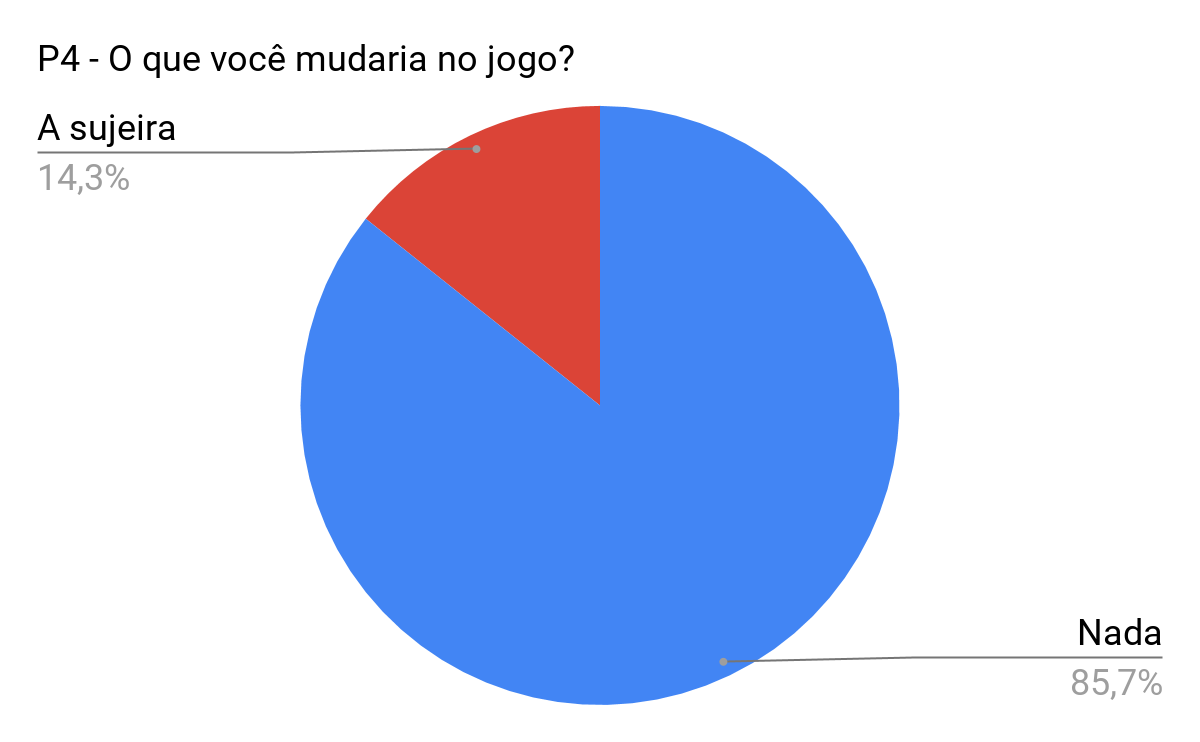 P4 - O que você mudaria no jogo?
A sujeira
14,3%
Nada
85,7%